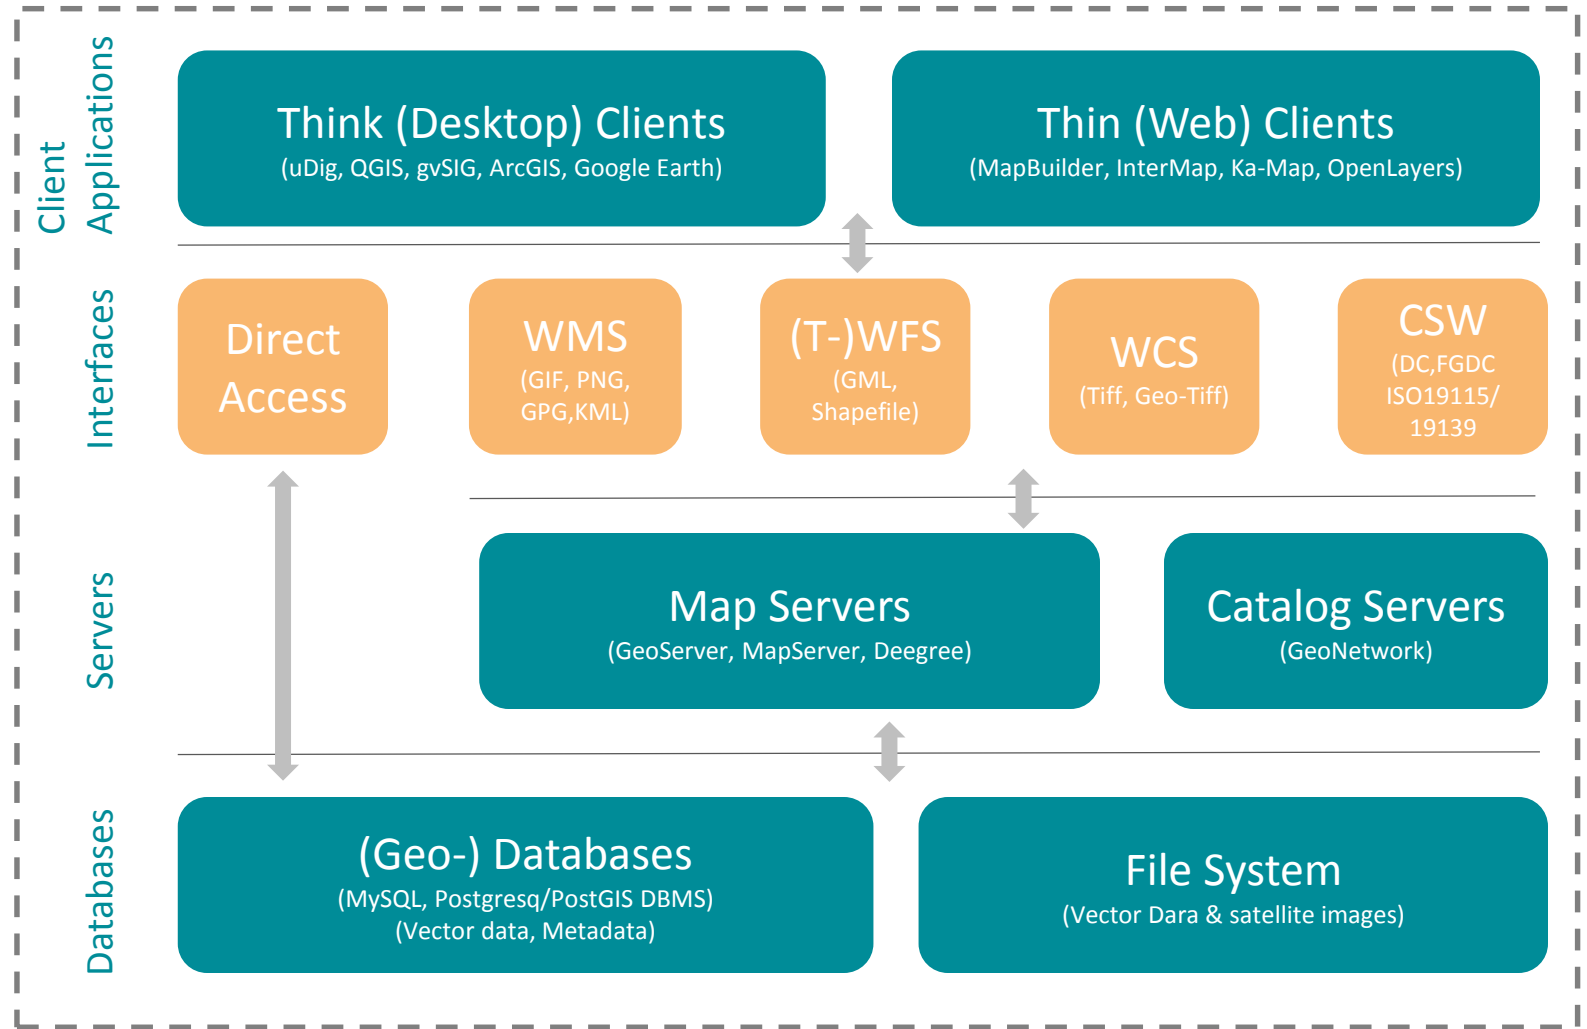 Client
Applications
Think (Desktop) Clients
(uDig, QGIS, gvSIG, ArcGIS, Google Earth)
Thin (Web) Clients
(MapBuilder, InterMap, Ka-Map, OpenLayers)
Interfaces
Direct
Access
WMS
(GIF, PNG,
GPG,KML)
(T-)WFS
(GML,
Shapefile)
WCS
(Tiff, Geo-Tiff)
CSW
(DC,FGDC
ISO19115/
19139
Servers
Map Servers
(GeoServer, MapServer, Deegree)
Catalog Servers
(GeoNetwork)
Databases
(Geo-) Databases
(MySQL, Postgresq/PostGIS DBMS)
(Vector data, Metadata)
File System
(Vector Dara & satellite images)